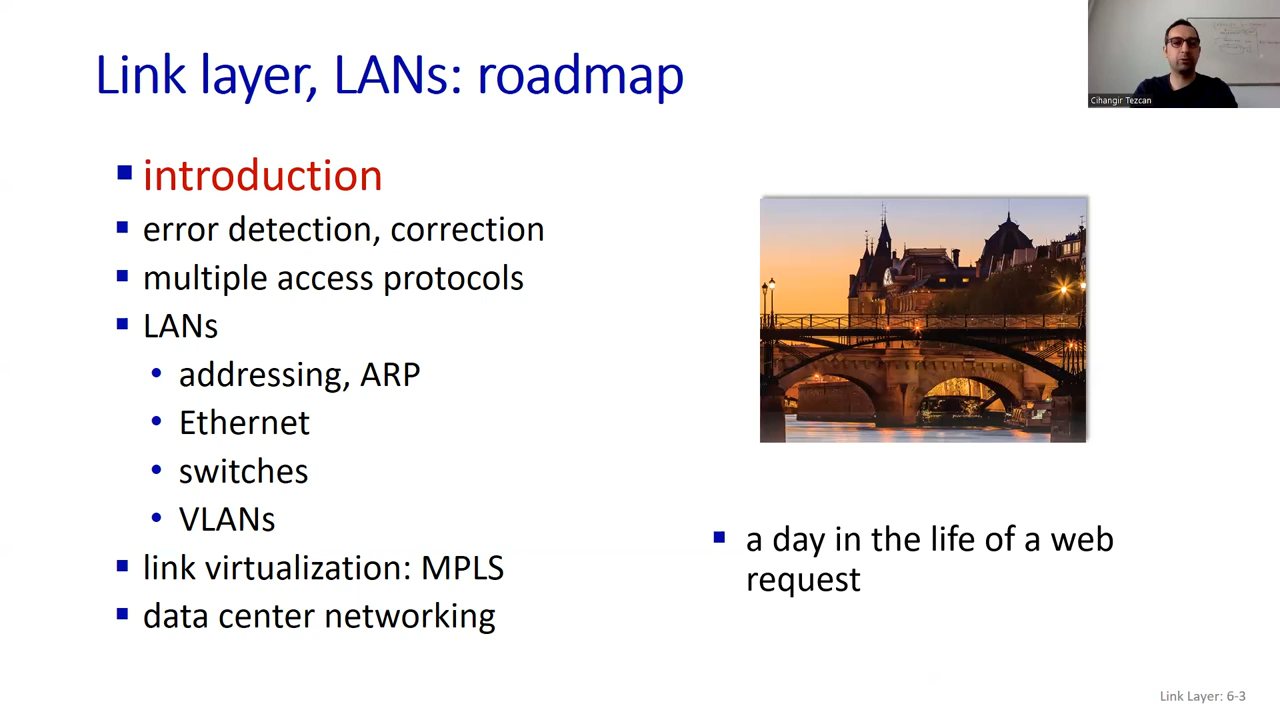 Link layer, LANs: roadmap
introduction
error detection, correction
multiple access protocols
LANs
addressing, ARP
Ethernet
switches
VLANs
link virtualization: MPLS
data center networking
a day in the life of a web
request
Cihangir Tezcan
Link Layer: 6-3